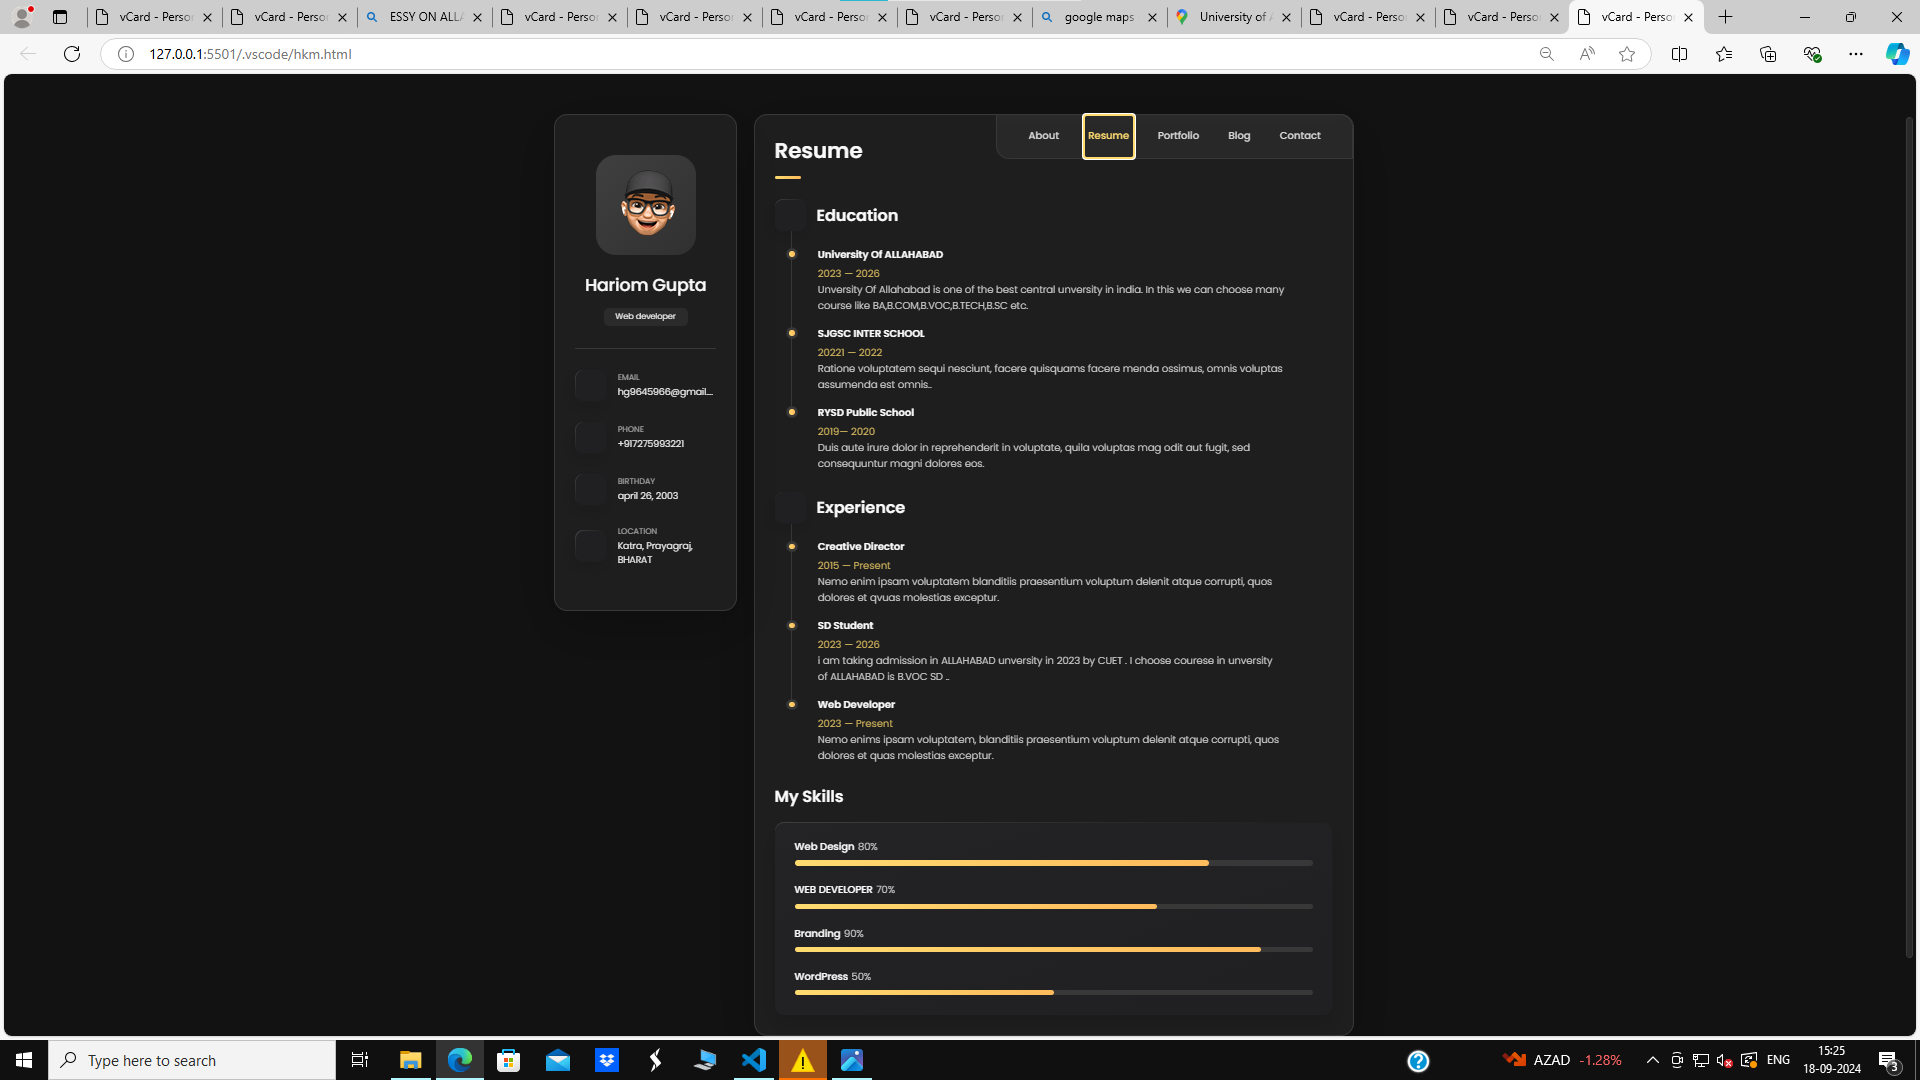 vCard - Perso
vCard - Perso
ESSY ON ALL
vCard - Perso
vCard - Perso
vCard - Perso
vCard - Perso
google maps
University of
vCard - Perso
vCard - Perso
vCard - Perso
127.0.0.1:5501/.vscode/hkm.html
About
Resume
Portfolio
Blog
Contact
Hariom Gupta
Web developer
EMAIL
hg9645966@gmail....
PHONE
+917275993221
BIRTHDAY
april 26, 2003
LOCATION
Katra, Prayagraj,
BHARAT
Resume
Education
University Of ALLAHABAD
2023 — 2026
Unversity Of Allahabad is one of the best central unversity in india. In this we can choose many
course like BA,B.COM,B.VOC,B.TECH,B.SC etc.
SJGSC INTER SCHOOL
20221 — 2022
Ratione voluptatem sequi nesciunt, facere quisquams facere menda ossimus, omnis voluptas
assumenda est omnis..
RYSD Public School
2019— 2020
Duis aute irure dolor in reprehenderit in voluptate, quila voluptas mag odit aut fugit, sed
consequuntur magni dolores eos.
Experience
Creative Director
2015 — Present
Nemo enim ipsam voluptatem blanditiis praesentium voluptum delenit atque corrupti, quos
dolores et qvuas molestias exceptur.
SD Student
2023 — 2026
i am taking admission in ALLAHABAD unversity in 2023 by CUET . I choose courese in unversity
of ALLAHABAD is B.VOC SD ..
Web Developer
2023 — Present
Nemo enims ipsam voluptatem, blanditiis praesentium voluptum delenit atque corrupti, quos
dolores et quas molestias exceptur.
My Skills
Web Design 80%
WEB DEVELOPER 70%
Branding 90%
WordPress 50%
Type here to search
AZAD -1.28%
ENG
15:25
18-09-2024
3